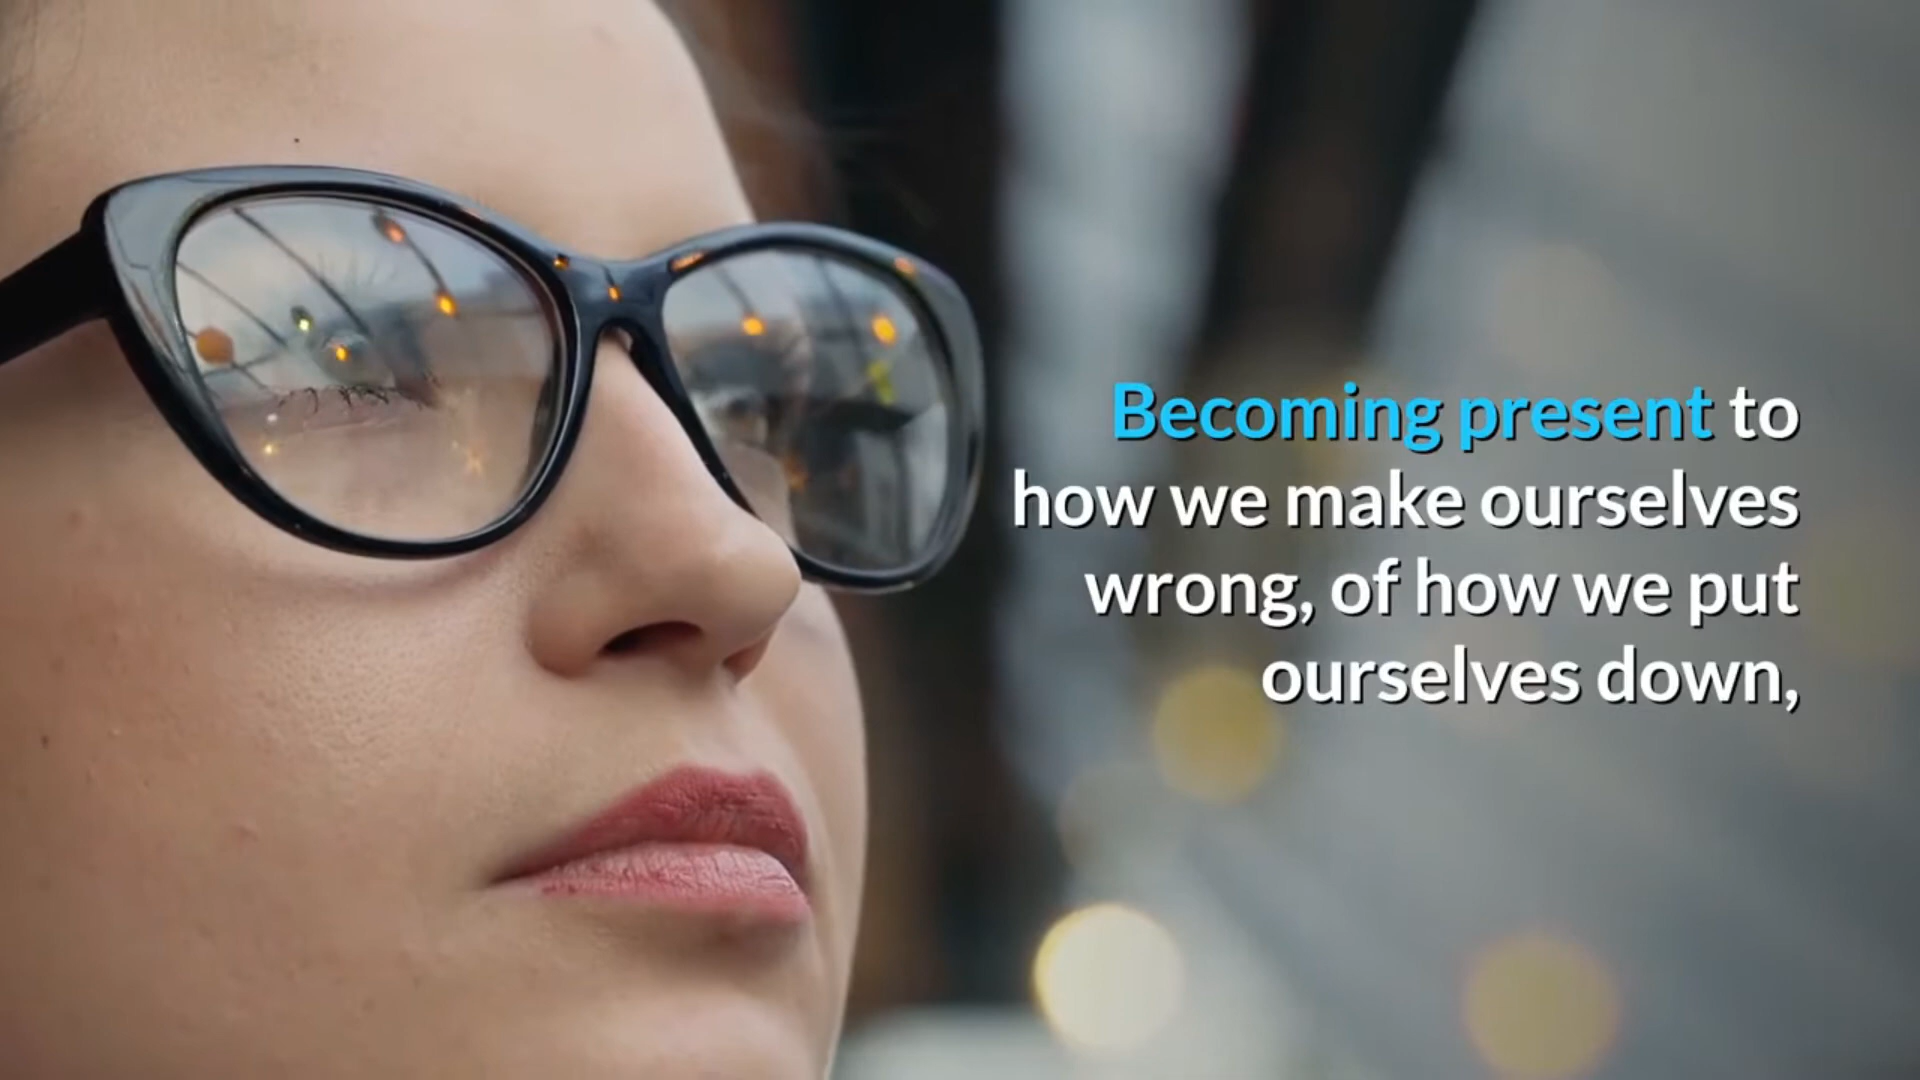 Becoming present to
how we make ourselves
wrong, of how we put
ourselves down,